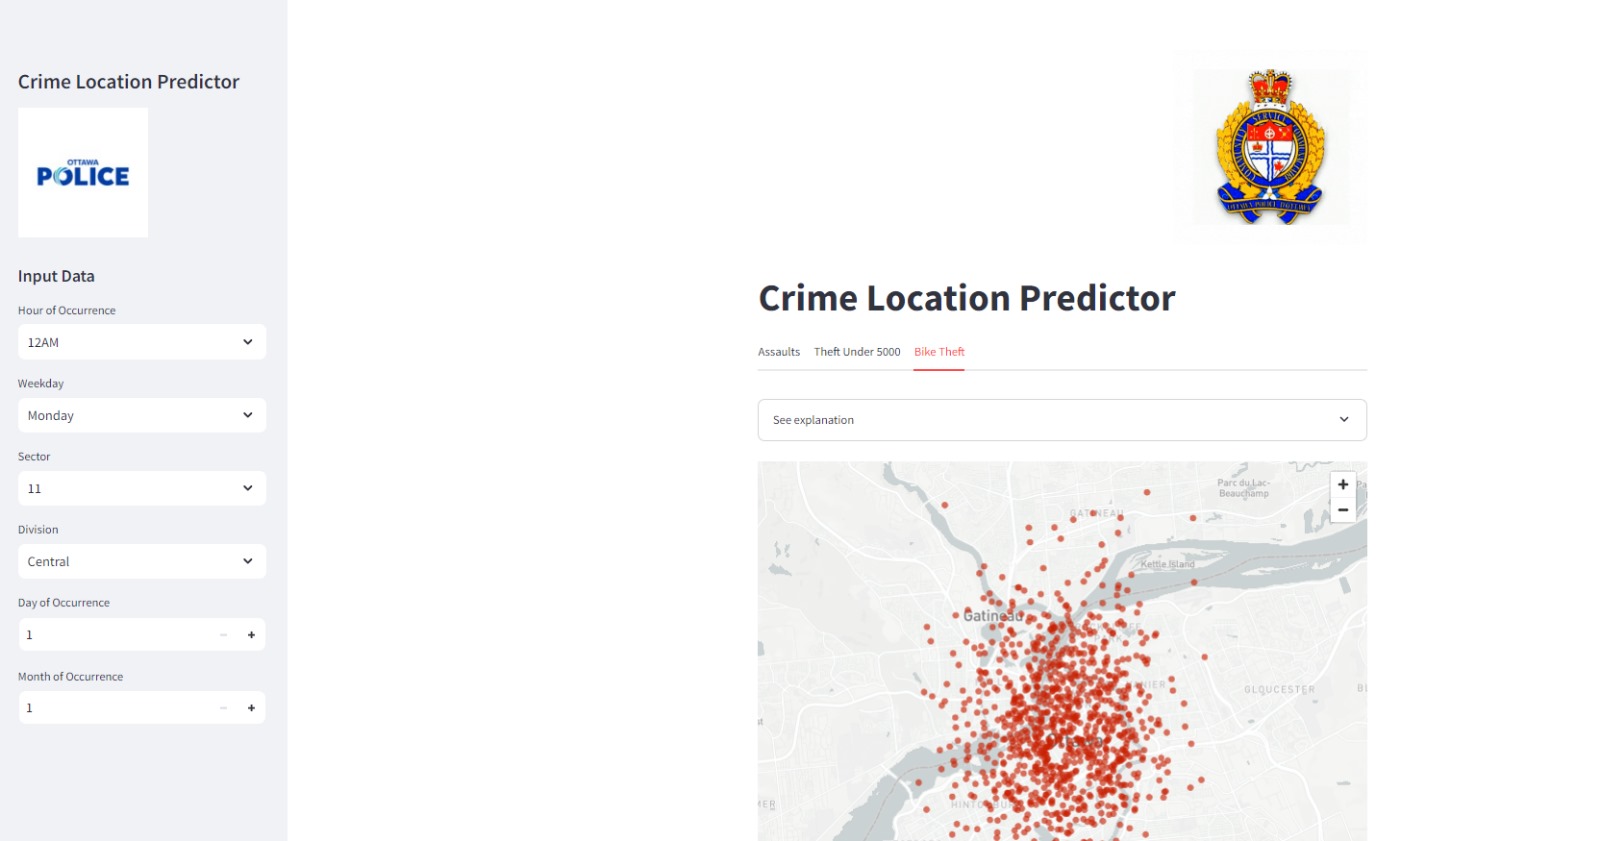 Crime Location Predictor
OTTAWA
POLICE
Input Data
Hour of Occurrence
12AM
Weekday
Monday
Sector
11
Division
Central
Day of Occurrence
1
Month of Occurrence
1
Crime Location Predictor
Assaults Theft Under 5000 Bike Theft
See explanation
Parc du Lac-
Beauchamp
Pa
GATINEAU
Kettle Island
Gatineau
GLOUCESTER
Ottawa